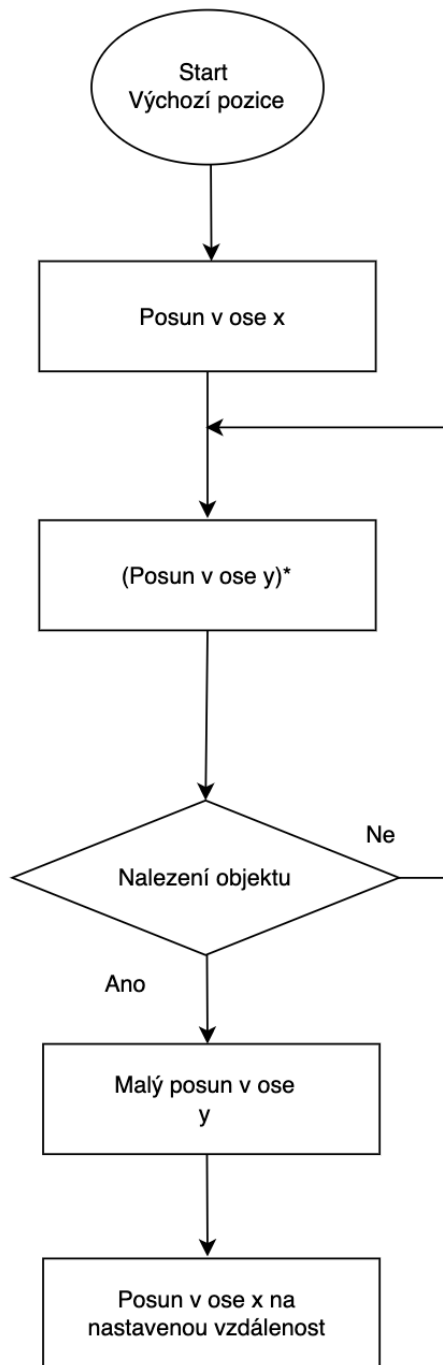 Start
Výchozí pozice
Posun v ose x
(Posun v ose y)*
Ne
Nalezení objektu
Ano
Malý posun v ose
y
Posun v ose x na
nastavenou vzdálenost